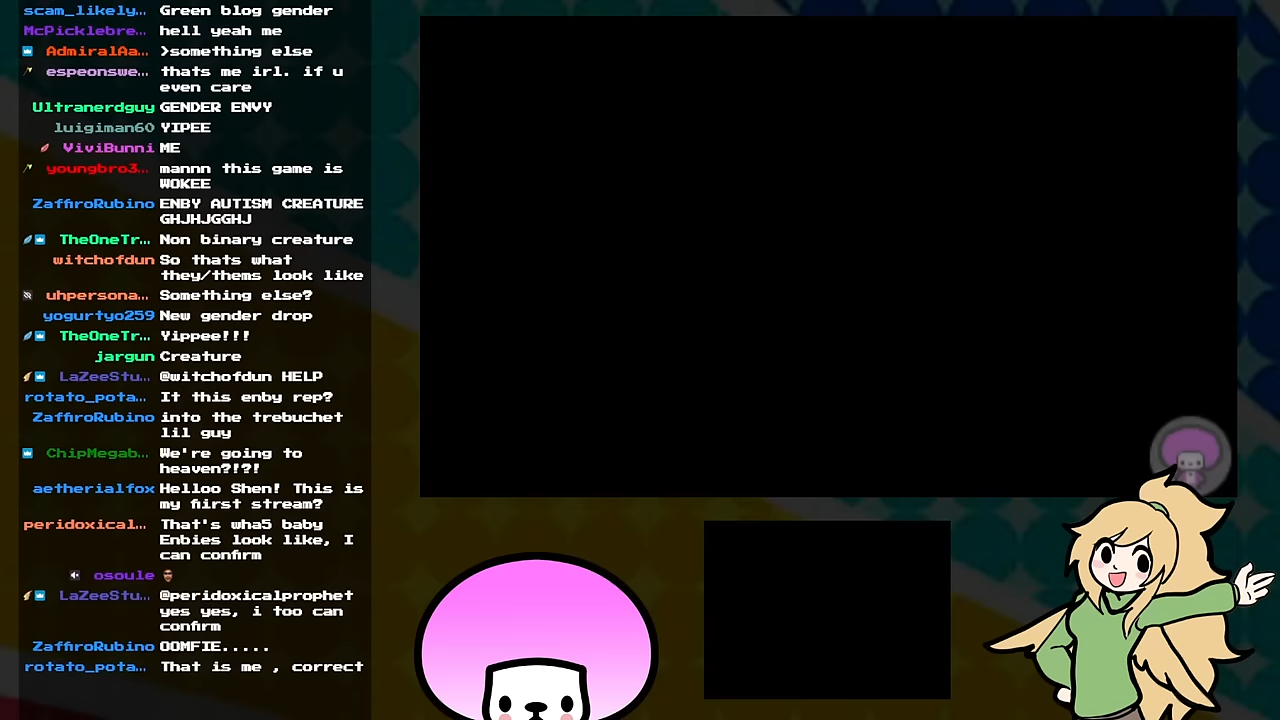 scam_likely… Green blog gender
McPicklebre… hell yeah me
AdmiralAa… >something else
espeonswe… thats me irl. if u
even care
Ultranerdguy GENDER ENVY
luigiman60 YIPEE
ViviBunni ME
youngbro3… mannn this game is
WOKEE
ZaffiroRubino ENBY AUTISM CREATURE
GHJHJGGHJ
TheOneTr… Non binary creature
witchofdun So thats what
they/thems look like
uhpersona… Something else?
yogurtyo259 New gender drop
TheOneTr… Yippee!!!
jargun Creature
LaZeeStu… @witchofdun HELP
rotato_pota… It this enby rep?
ZaffiroRubino into the trebuchet
lil guy
ChipMegab… We're going to
heaven?!?!
aetherialfox Helloo Shen! This is
my first stream?
peridoxical… That's wha5 baby
Enbies look like, I
can confirm
osoule
LaZeeStu… @peridoxicalprophet
yes yes, i too can
confirm
ZaffiroRubino OOMFIE.....
rotato_pota… That is me , correct